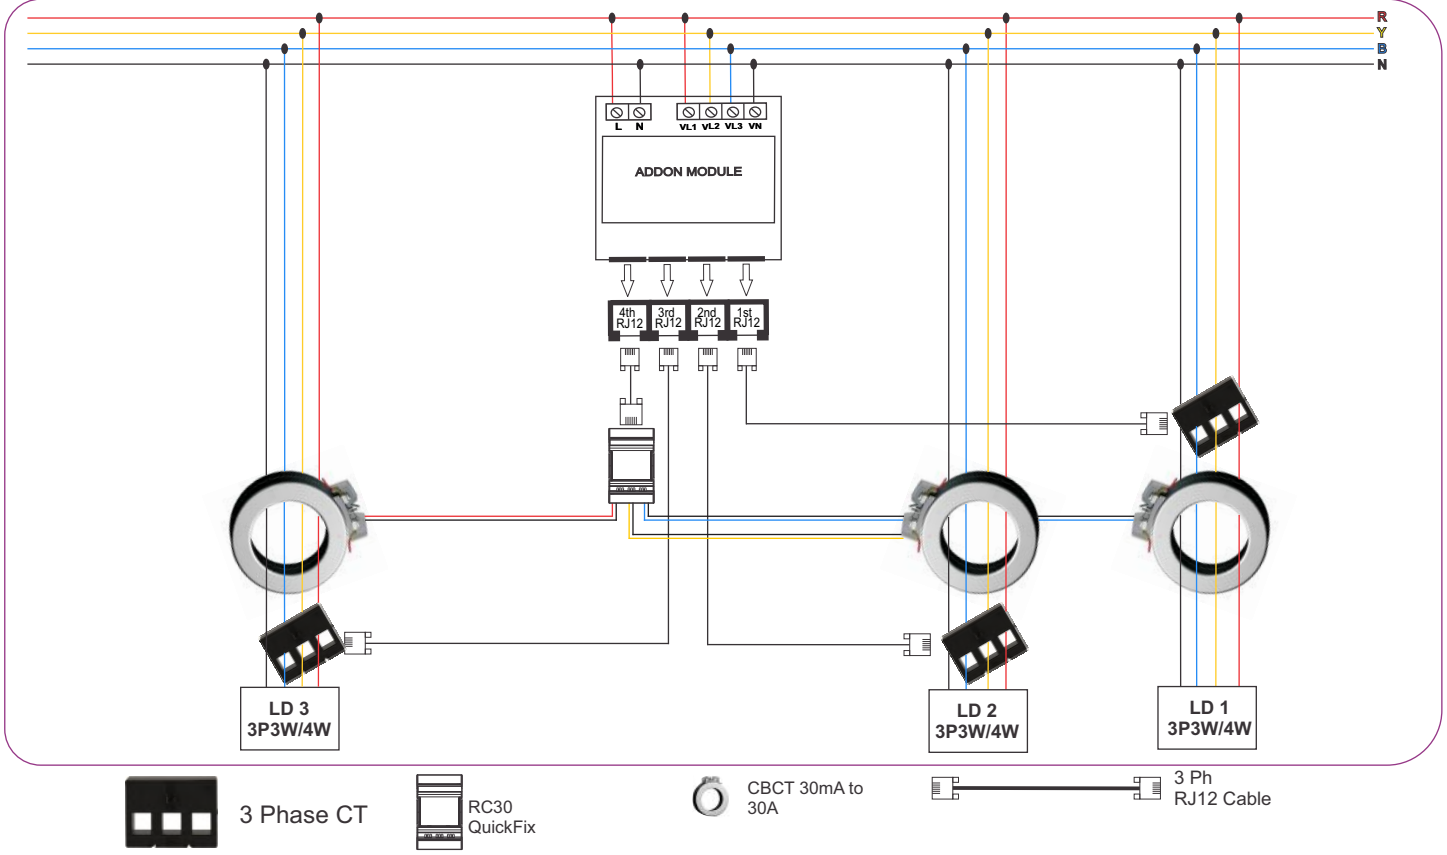 R
Y
B
N
L N VL1 VL2 VL3 VN
ADDON MODULE
4th
RJ12
3rd
RJ12
2nd
RJ12
1st
RJ12
LD 3
3P3W/4W
LD 2
3P3W/4W
LD 1
3P3W/4W
3 Phase CT
RC30
QuickFix
CBCT 30mA to
30A
3 Ph
RJ12 Cable